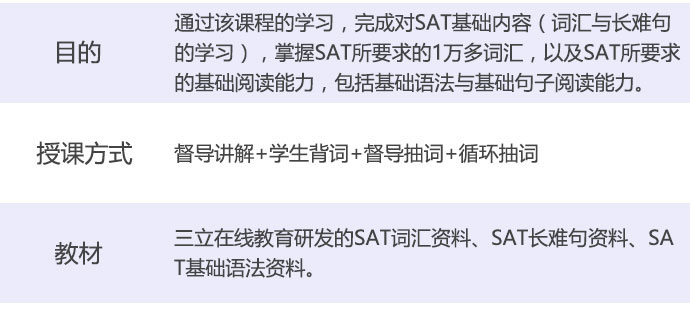 目的
通过该课程的学习，完成对SAT基础内容（词汇与长难句
的学习），掌握SAT所要求的1万多词汇，以及SAT所要求
的基础阅读能力，包括基础语法与基础句子阅读能力。
授课方式
督导讲解+学生背词+督导抽词+循环抽词
教材
三立在线教育研发的SAT词汇资料、SAT长难句资料、SA
T基础语法资料。